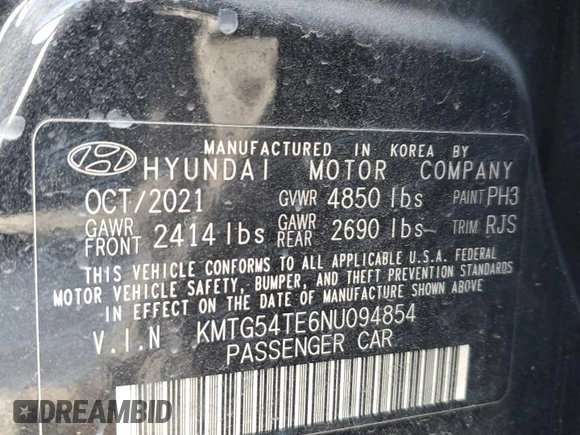 MANUFACTURED IN KOREA BY
HYUNDAI MOTOR COMPANY
OCT/2021 GVWR 4850 lbs PAINT PH3
GAWR FRONT 2414 lbs GAWR REAR 2690 lbs TRIM RJS
THIS VEHICLE CONFORMS TO ALL APPLICABLE U.S.A. FEDERAL
MOTOR VEHICLE SAFETY, BUMPER, AND THEFT PREVENTION STANDARDS
IN EFFECT ON THE DATE OF MANUFACTURE SHOWN ABOVE
V.I.N KMTG54TE6NU094854
PASSENGER CAR
DREAMBID